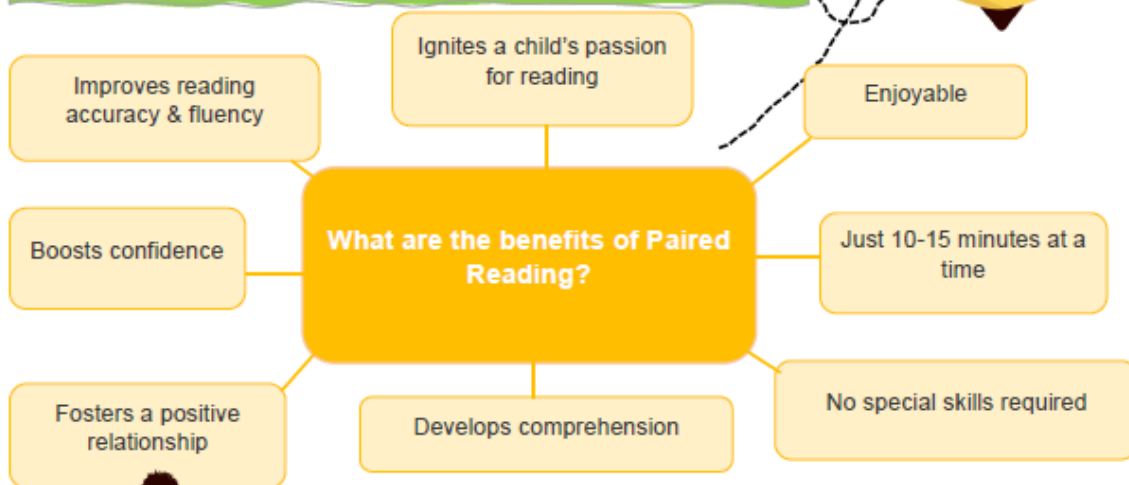 Ignites a child's passion
for reading
Improves reading
accuracy & fluency
Enjoyable
What are the benefits of Paired
Reading?
Boosts confidence
Just 10-15 minutes at a
time
Fosters a positive
relationship
Develops comprehension
No special skills required